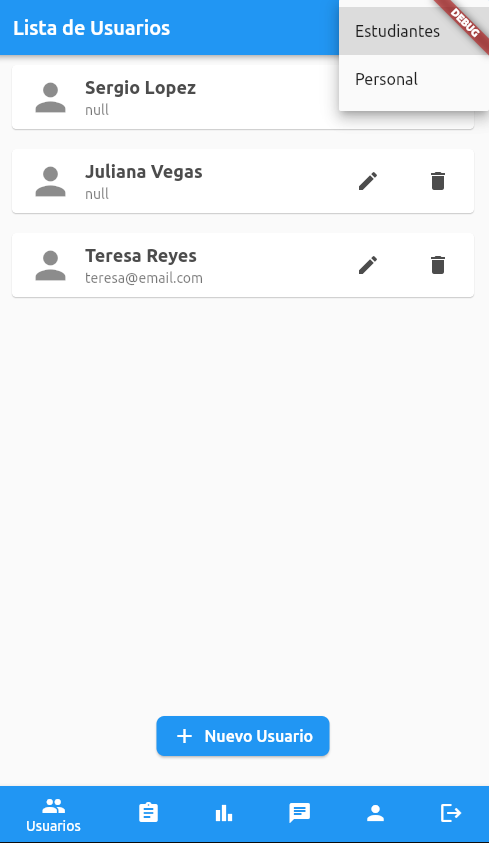 Lista de Usuarios
Estudiantes
DEBUG
Personal
Sergio Lopez
null
Juliana Vegas
null
Teresa Reyes
teresa@email.com
Nuevo Usuario
Usuarios